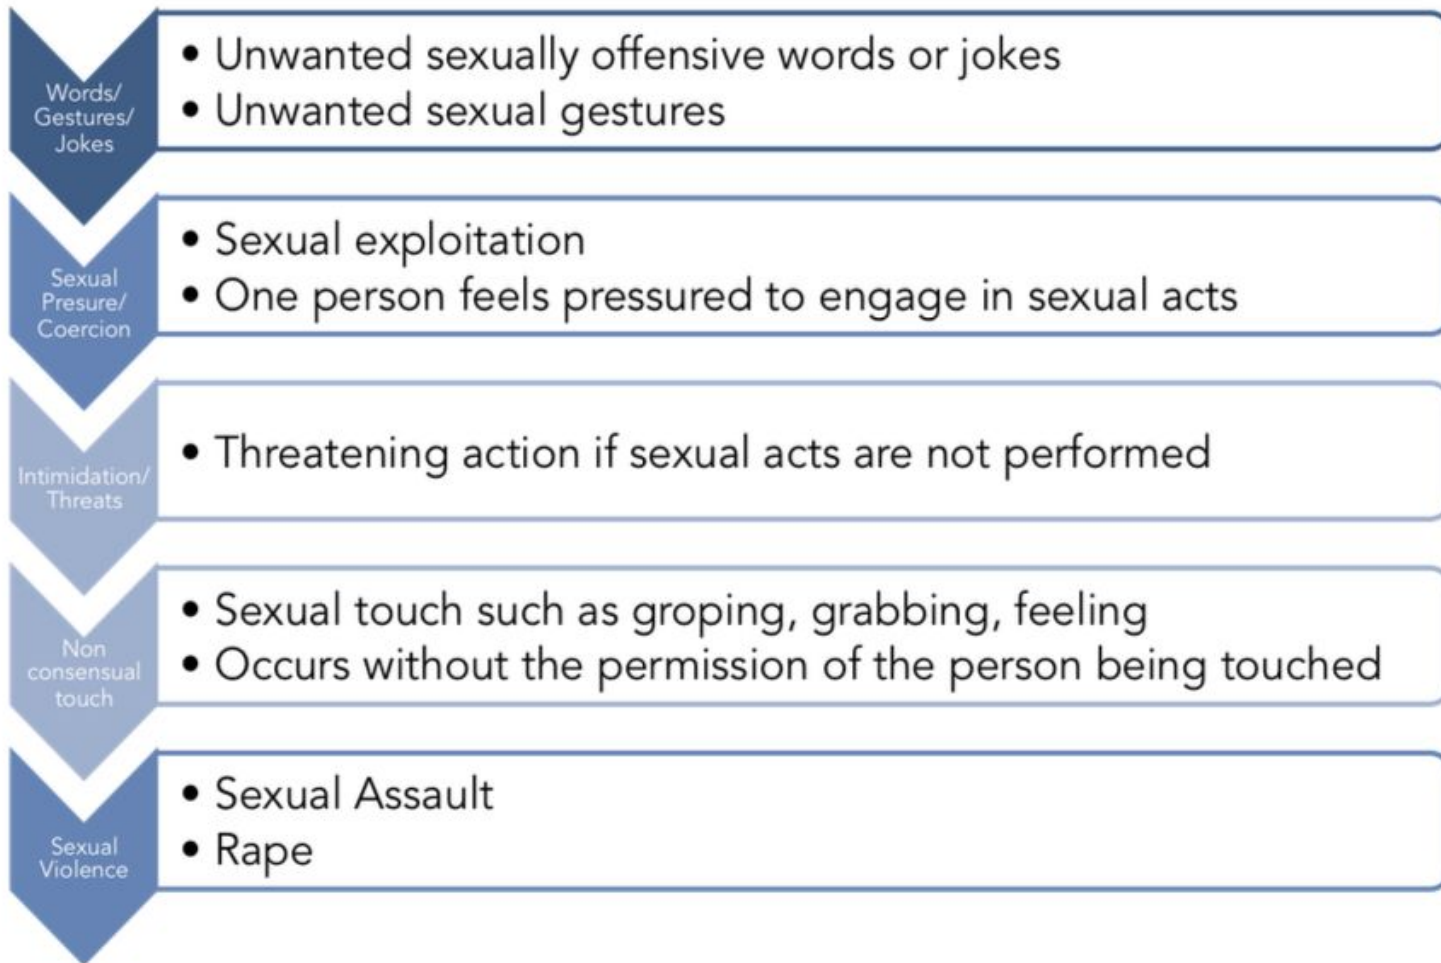 Words/
Gestures/
Jokes
• Unwanted sexually offensive words or jokes
• Unwanted sexual gestures
Sexual
Presure/
Coercion
• Sexual exploitation
• One person feels pressured to engage in sexual acts
Intimidation/
Threats
• Threatening action if sexual acts are not performed
Non
consensual
touch
• Sexual touch such as groping, grabbing, feeling
• Occurs without the permission of the person being touched
Sexual
Violence
• Sexual Assault
• Rape